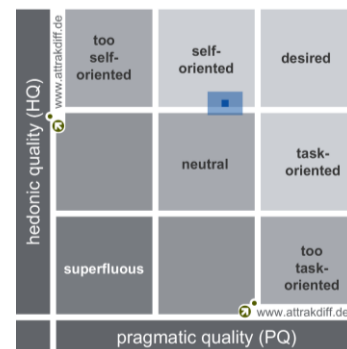 too
self-
oriented
self-
oriented
desired
neutral
task-
oriented
superfluous
too
task-
oriented
hedonic quality (HQ)
www.attrakdiff.de
www.attrakdiff.de
pragmatic quality (PQ)